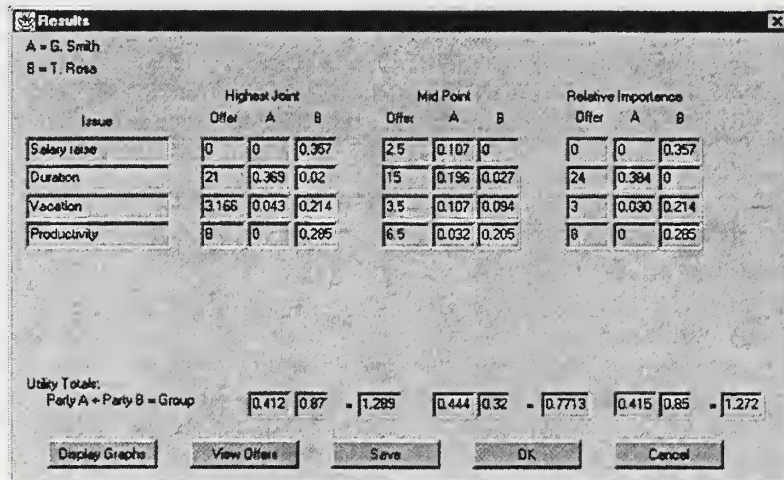 Results
A = G. Smith
B = T. Rosa
Highest Joint Mid Point Relative Importance
Issue Offer A B Offer A B Offer A B
Salary raise 0 0 0,357 2.5 0.107 0 0 0 0.357
Duration 21 0.369 0.02 15 0.196 0.027 24 0.384 0
Vacation 3.166 0.043 0.214 3.5 0.107 0.094 3 0.030 0.214
Productivity 8 0 0.285 6.5 0.032 0.205 8 0 0.285
Utility Totals:
Party A + Party B = Group 0.412 0.87 = 1.289 0.444 0.32 = 0.7713 0.415 0.85 = 1.272
Display Graphs View Offers Save OK Cancel